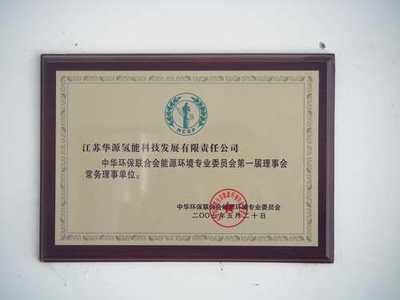 江苏华源氢能科技发展有限责任公司
中华环保联合会能源环境专业委员会第一届理事会
常务理事单位。
中华环保联合会能源环境专业委员会
二〇〇七年五月二十日